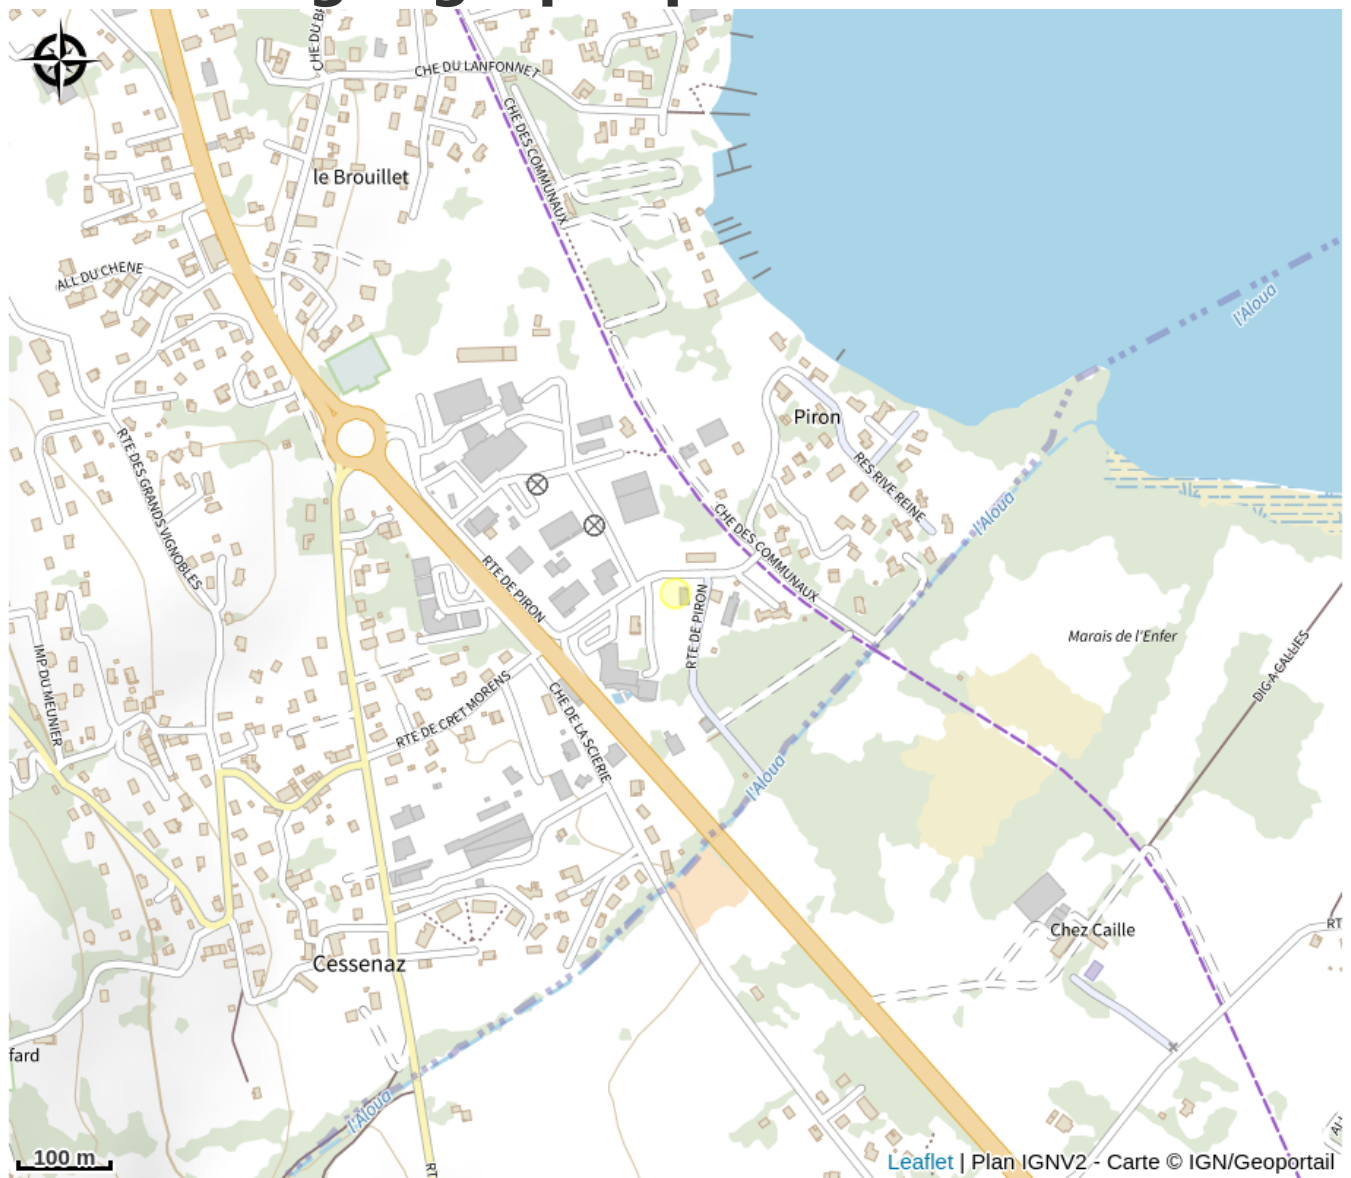 CHE DU LANFONNET
CHE DES COMMUNAUX
le Brouillet
ALL DU CHENE
l'Aloua
Piron
RTE DES GRANDS VIGNOBLES
RES RIVE REINE
l'Aloua
CHE DES COMMUNAUX
RTE DE PIRON
RTE DE PIRON
Marais de l'Enfer
DIG A CALLIES
IMP DU MEUNIER
RTE DE CRET MORENS
CHE DE LA SCIERIE
l'Aloua
Chez Caille
RT
Cessenaz
fard
l'Aloua
100 m
RT
Leaflet | Plan IGNV2 - Carte © IGN/Geoportail